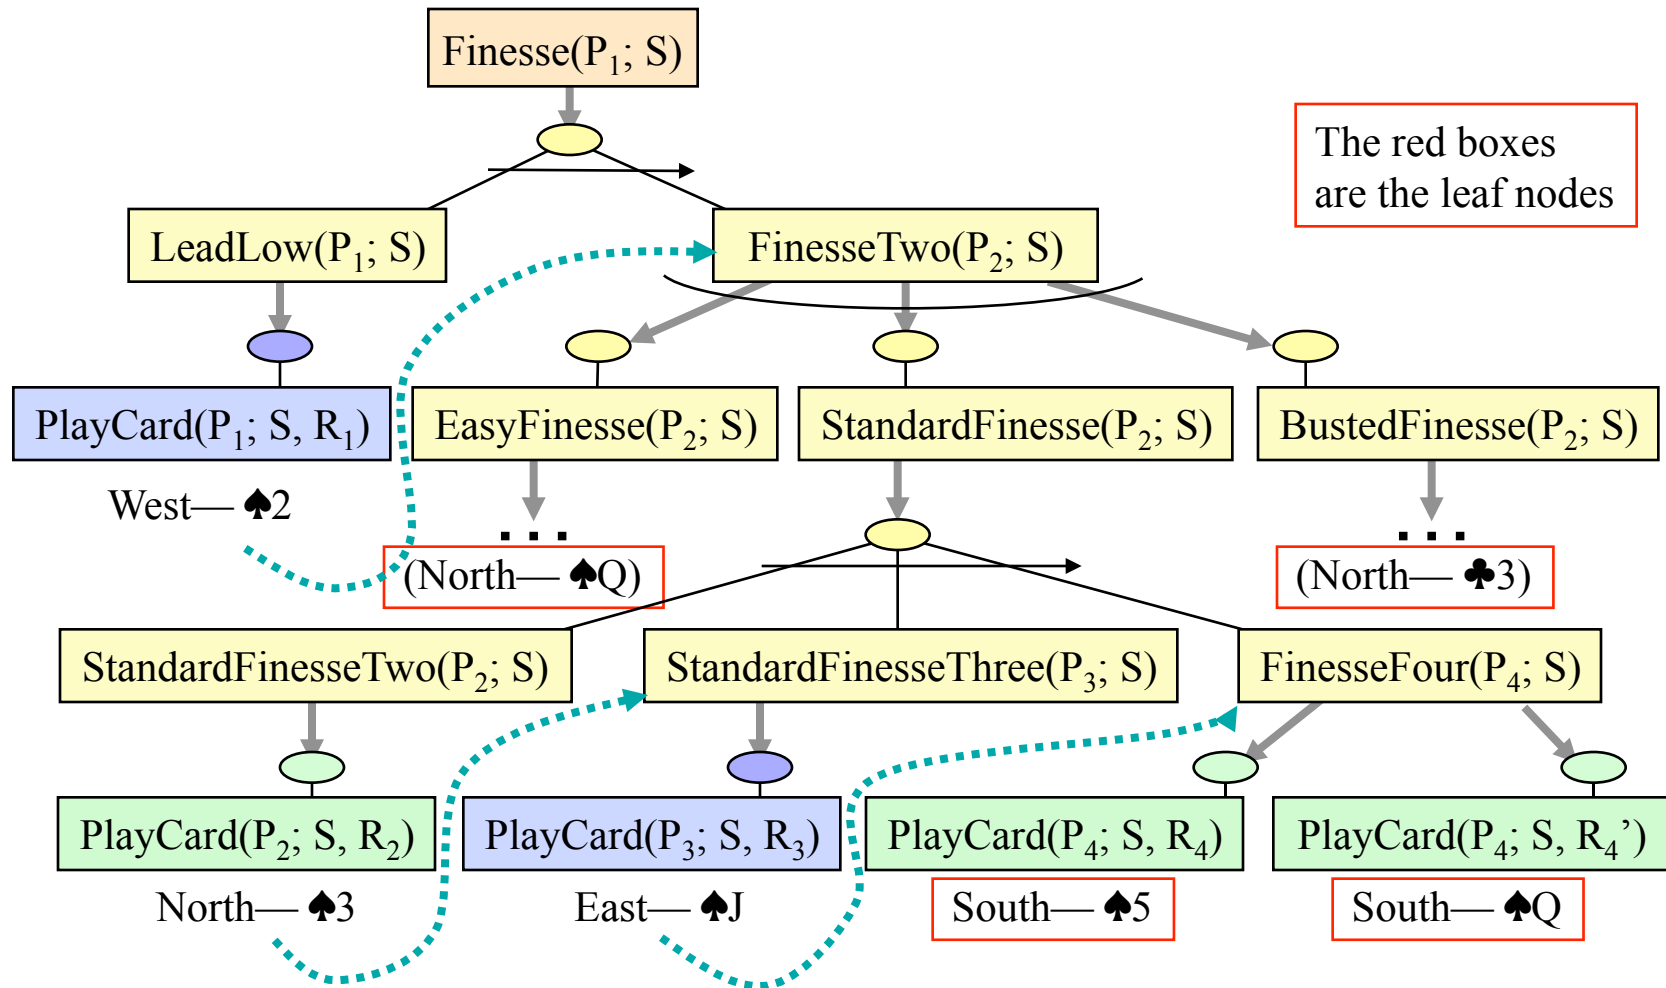 Finesse(P₁; S)
The red boxes
are the leaf nodes
LeadLow(P₁; S)
FinesseTwo(P₂; S)
PlayCard(P₁; S, R₁)
EasyFinesse(P₂; S)
StandardFinesse(P₂; S)
BustedFinesse(P₂; S)
West— ♠2
. . .
. . .
(North— ♠Q)
(North— ♣3)
StandardFinesseTwo(P₂; S)
StandardFinesseThree(P₃; S)
FinesseFour(P₄; S)
PlayCard(P₂; S, R₂)
PlayCard(P₃; S, R₃)
PlayCard(P₄; S, R₄)
PlayCard(P₄; S, R₄’)
North— ♠3
East— ♠J
South— ♠5
South— ♠Q